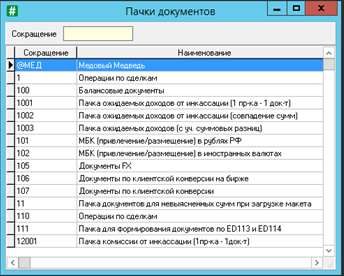 Пачки документов
Сокращение
Сокращение Наименование
@МЕД Медовый Медведь
1 Операции по сделкам
100 Балансовые документы
1001 Пачка ожидаемых доходов от инкассации (1 пр-ка - 1 док-т)
1002 Пачка ожидаемых доходов от инкассации (совпадение сумм)
1003 Пачка ожидаемых доходов (с уч. суммовых разниц)
101 МБК (привлечение/размещение) в рублях РФ
102 МБК (привлечение/размещение) в иностранных валютах
105 Документы FX
106 Документы по клиентской конверсии на бирже
107 Документы по клиентской конверсии
11 Пачка документов для невыясненных сумм при загрузке макета
110 Операции по сделкам
111 Пачка для формирования документов по ED113 и ED114
12001 Пачка комиссии от инкассации (1пр-ка - 1док-т)